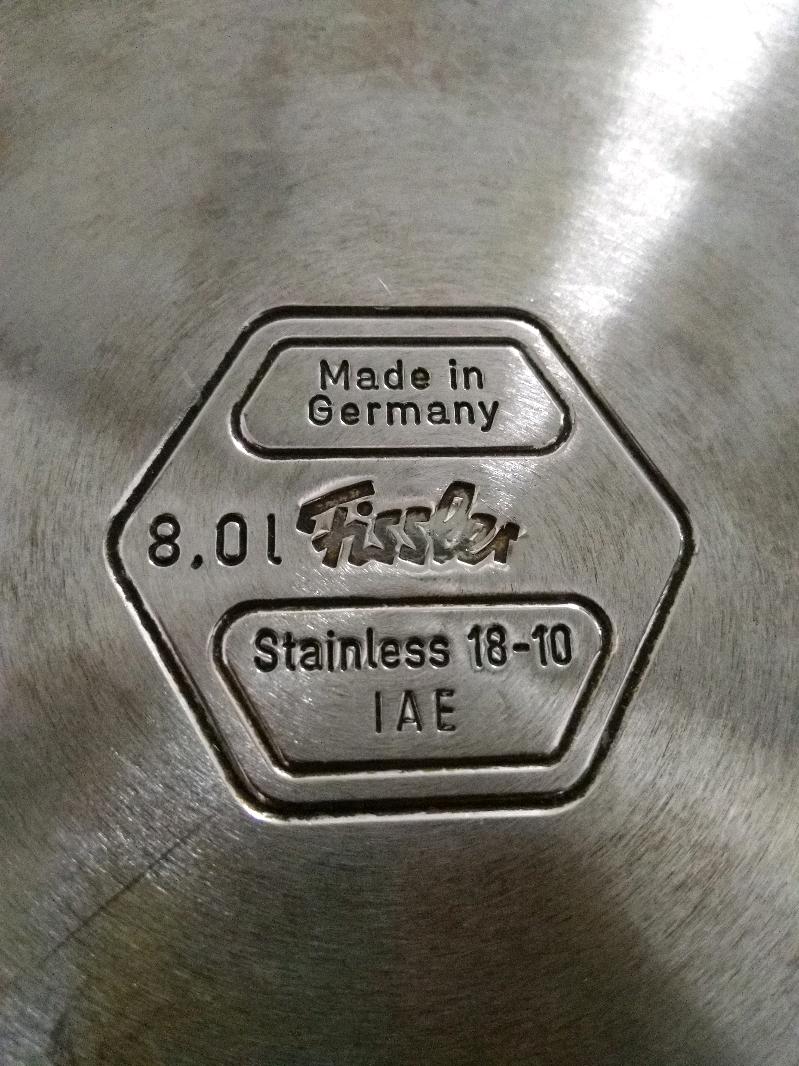 Made in
Germany
8.0l Fissler
Stainless 18-10
IAE